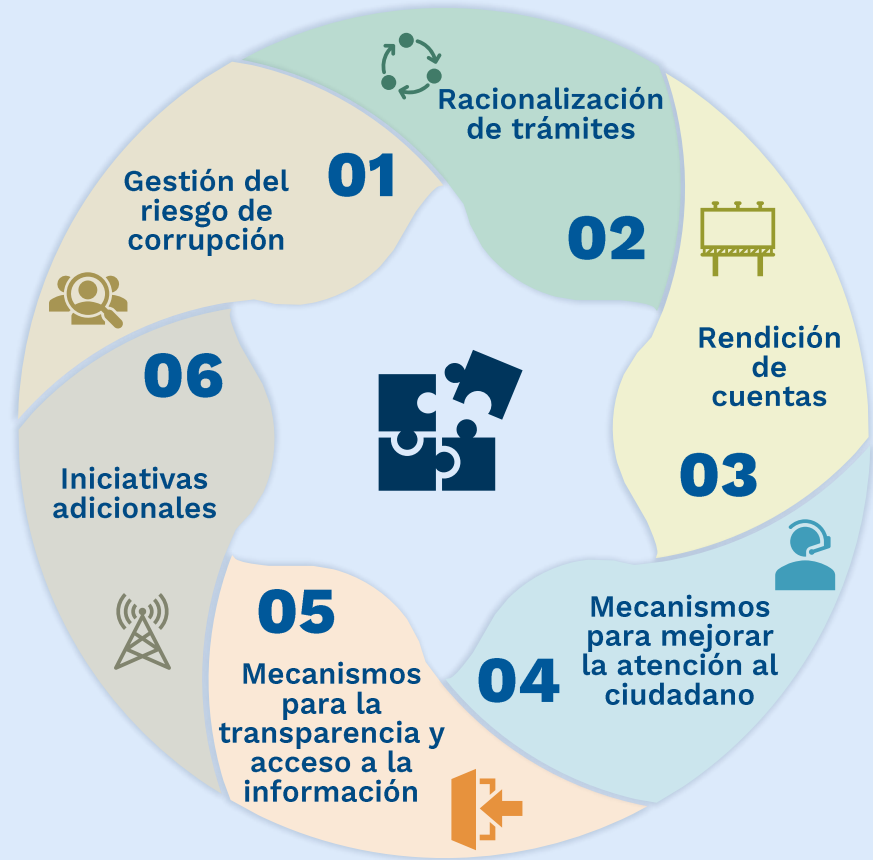 01
Gestión del
riesgo de
corrupción
Racionalización
de trámites
02
Rendición
de
cuentas
03
04
Mecanismos
para mejorar
la atención al
ciudadano
05
Mecanismos
para la
transparencia y
acceso a la
información
06
Iniciativas
adicionales